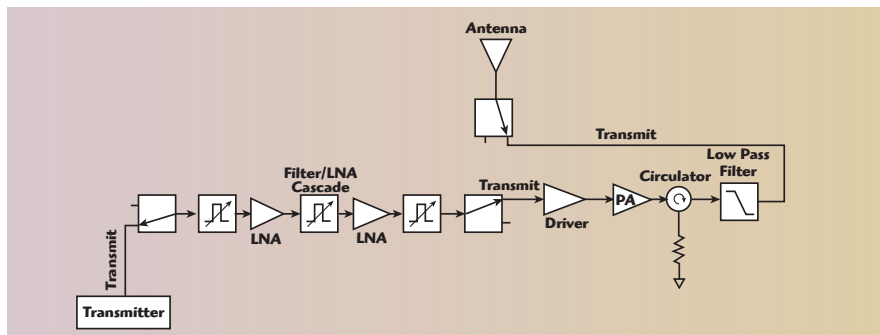 Antenna
Transmit
Low Pass
Filter
Filter/LNA
Cascade
Transmit
Circulator
PA
Driver
LNA
LNA
Transmit
Transmitter